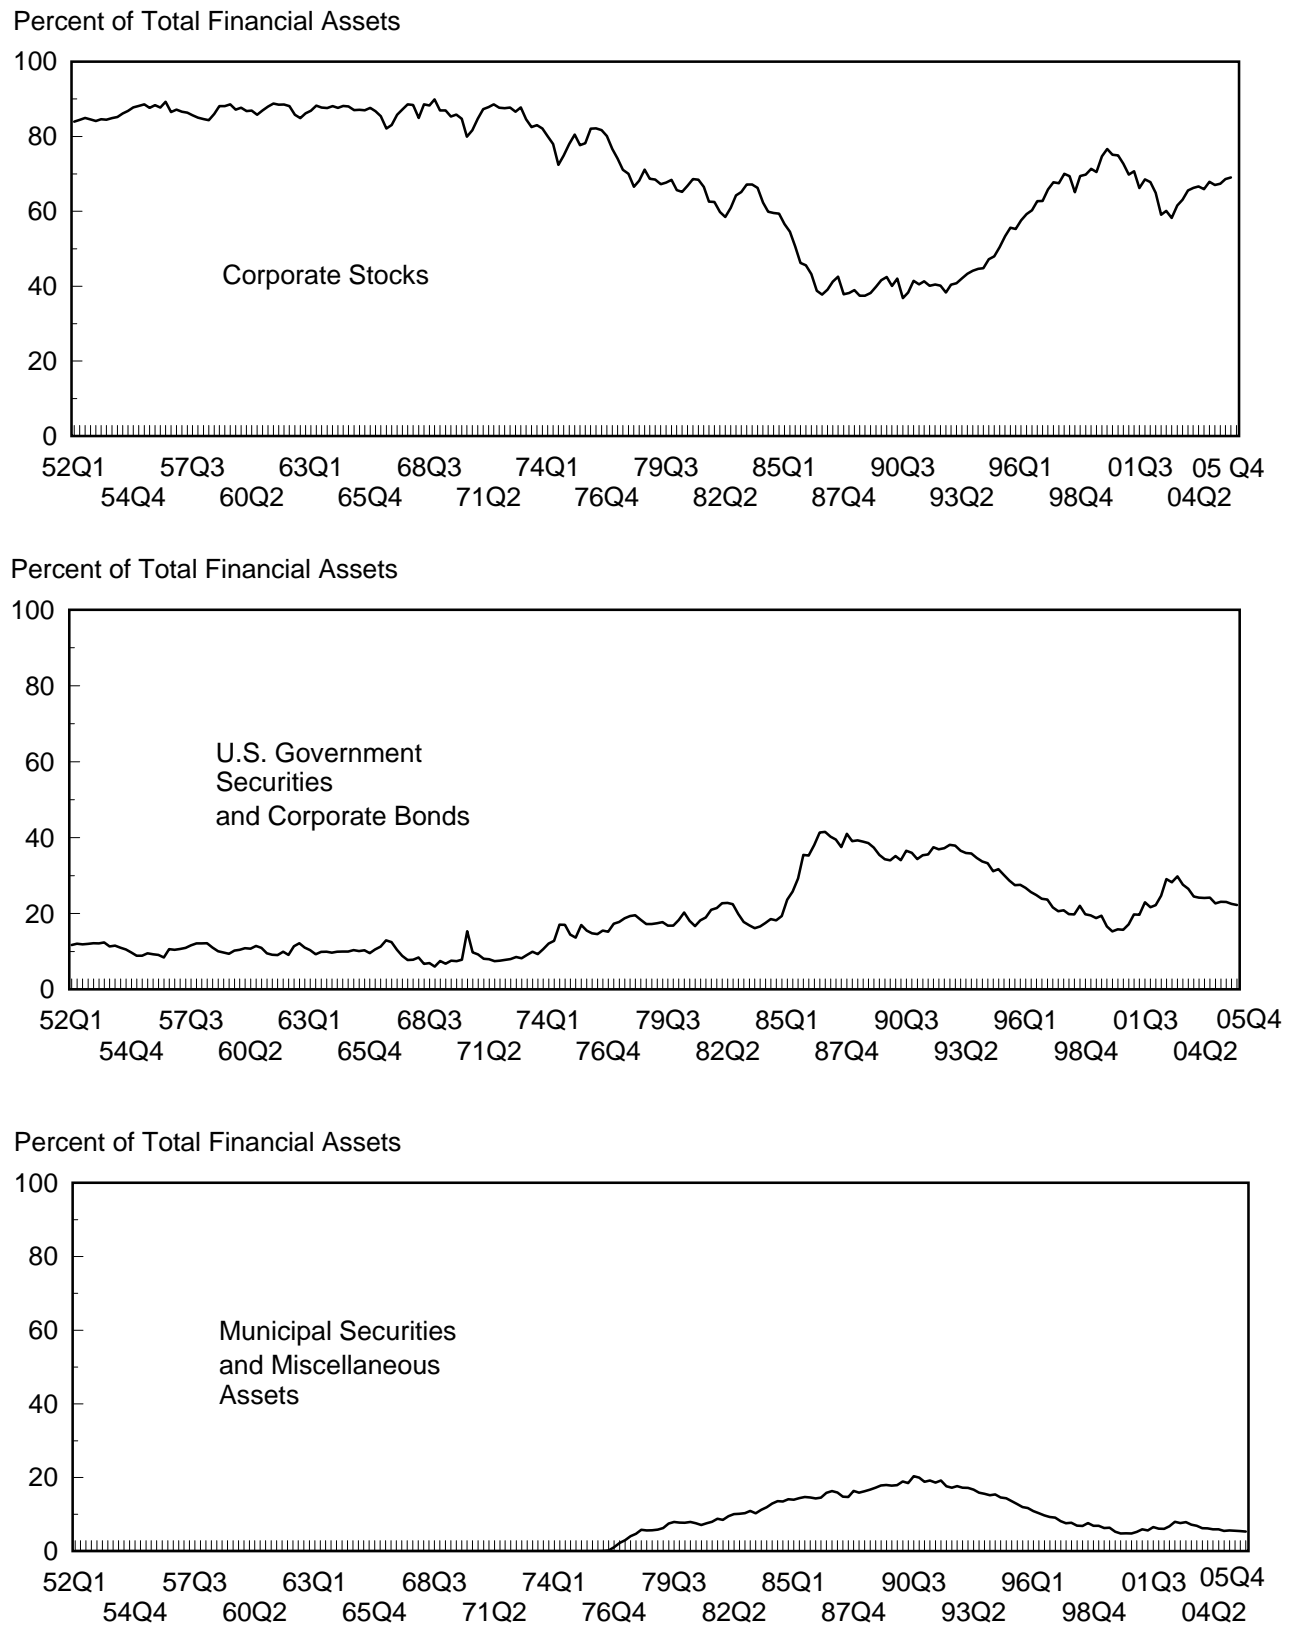 Percent of Total Financial Assets
100
80
60
40
20
0
Corporate Stocks
52Q1 57Q3 63Q1 68Q3 74Q1 79Q3 85Q1 90Q3 96Q1 01Q3 05 Q4
54Q4 60Q2 65Q4 71Q2 76Q4 82Q2 87Q4 93Q2 98Q4 04Q2
Percent of Total Financial Assets
100
80
60
40
20
0
U.S. Government
Securities
and Corporate Bonds
52Q1 57Q3 63Q1 68Q3 74Q1 79Q3 85Q1 90Q3 96Q1 01Q3 05Q4
54Q4 60Q2 65Q4 71Q2 76Q4 82Q2 87Q4 93Q2 98Q4 04Q2
Percent of Total Financial Assets
100
80
60
40
20
0
Municipal Securities
and Miscellaneous
Assets
52Q1 57Q3 63Q1 68Q3 74Q1 79Q3 85Q1 90Q3 96Q1 01Q3 05Q4
54Q4 60Q2 65Q4 71Q2 76Q4 82Q2 87Q4 93Q2 98Q4 04Q2